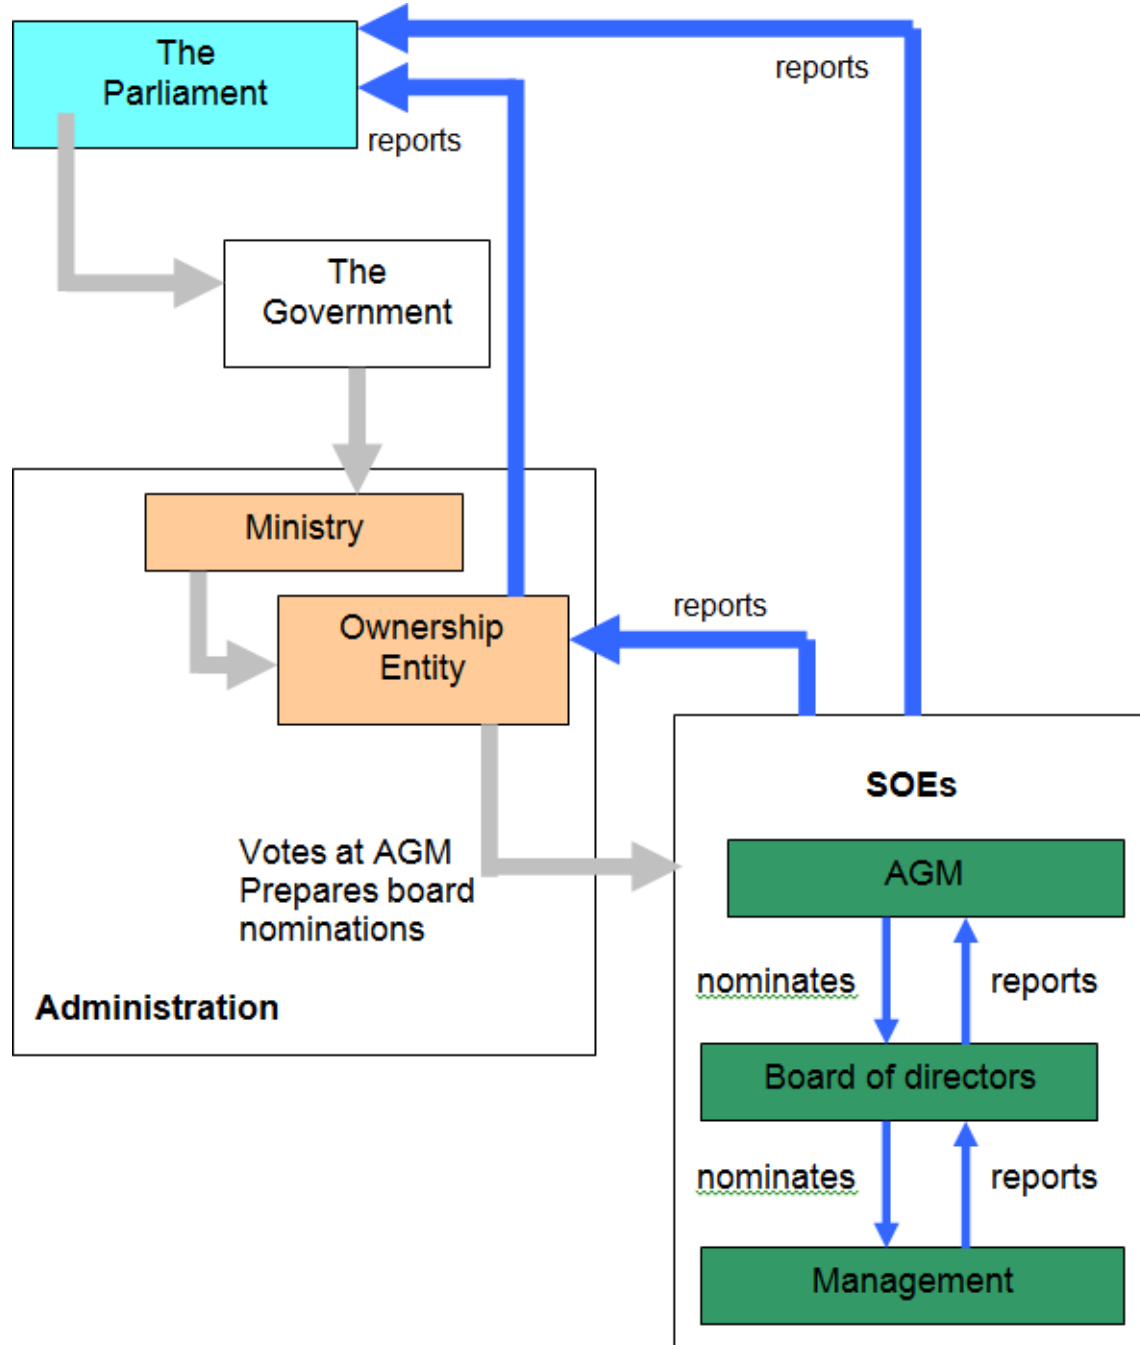 The
Parliament
reports
reports
The
Government
Ministry
Ownership
Entity
reports
Votes at AGM
Prepares board
nominations
Administration
SOEs
AGM
nominates
reports
Board of directors
nominates
reports
Management